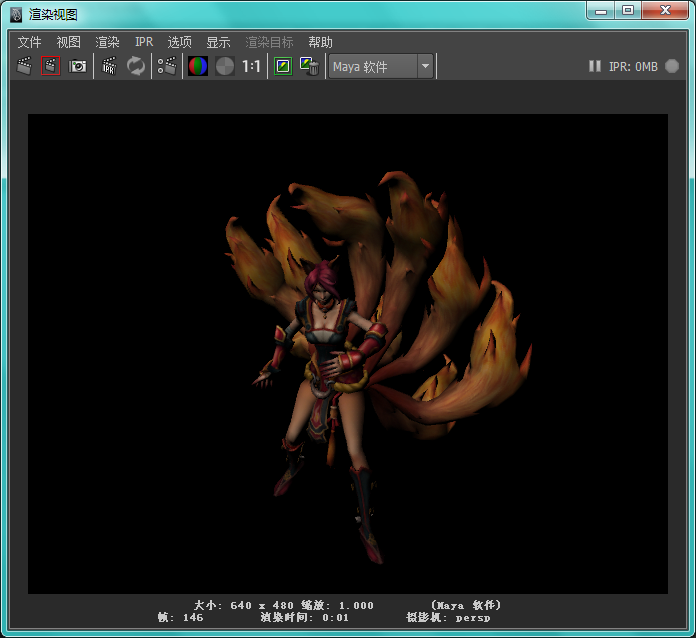 渲染视图
文件 视图 渲染 IPR 选项 显示 渲染目标 帮助
IPR 1:1 Maya 软件 IPR: 0MB
大小: 640 x 480 缩放: 1.000 (Maya 软件)
帧: 146 渲染时间: 0:01 摄影机: persp